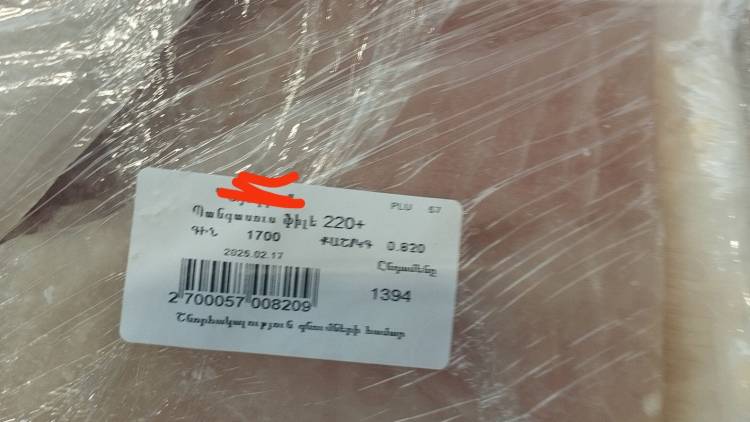 PLU 57
Պանգասուս ֆիլե 220+
ԳԻՆ 1700 ՔԱՇ/ԿԳ 0.820
2025.02.17 Ընդամենը
1394
2 700057 008209
Շնորհակալություն գնումների համար